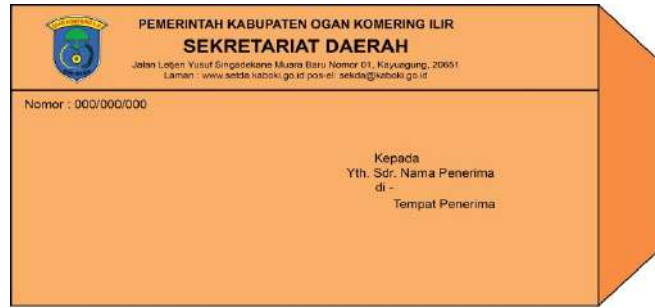 PEMERINTAH KABUPATEN OGAN KOMERING ILIR
SEKRETARIAT DAERAH
Jalan Letjen Yusuf Singadekane Muara Baru Nomor 01, Kayuagung, 20651
Laman : www.setda.kaboki.go.id pos-el: sekda@kaboki.go.id
Nomor : 000/000/000
Kepada
Yth. Sdr. Nama Penerima
di -
Tempat Penerima